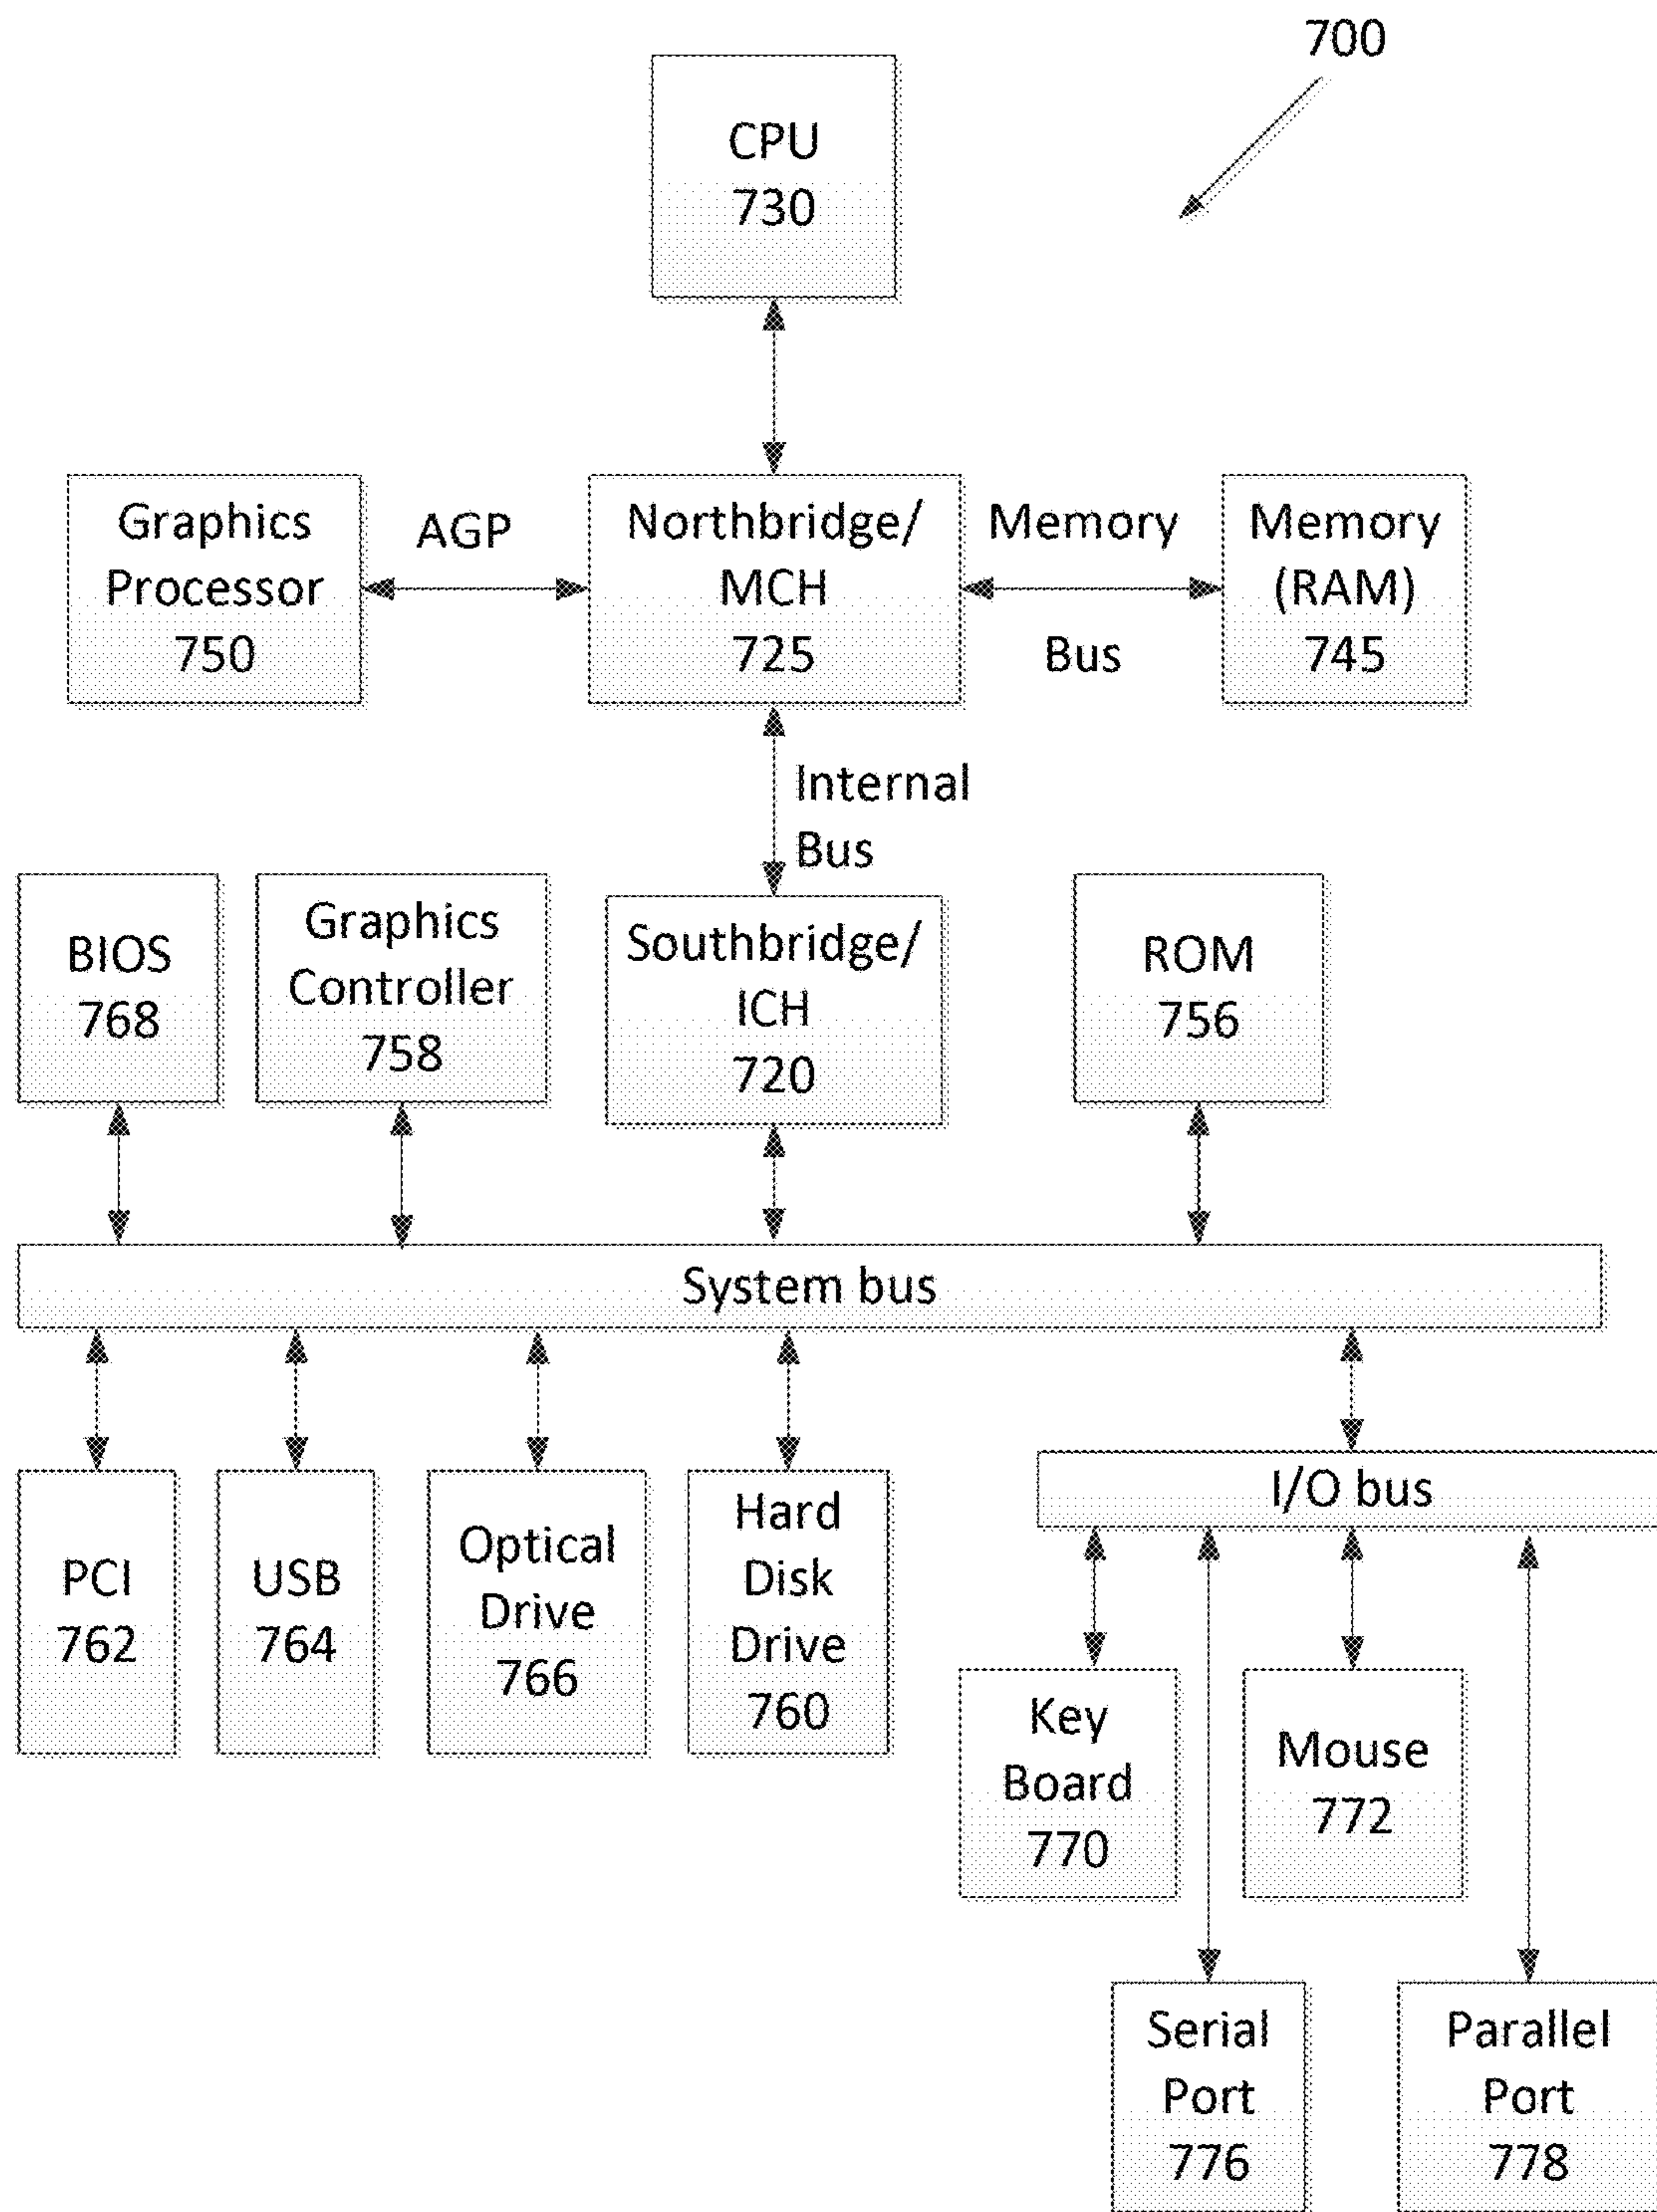 700
CPU
730
Graphics
Processor
750
AGP
Northbridge/
MCH
725
Memory
Bus
Memory
(RAM)
745
Internal
Bus
BIOS
768
Graphics
Controller
758
Southbridge/
ICH
720
ROM
756
System bus
PCI
762
USB
764
Optical
Drive
766
Hard
Disk
Drive
760
I/O bus
Key
Board
770
Mouse
772
Serial
Port
776
Parallel
Port
778